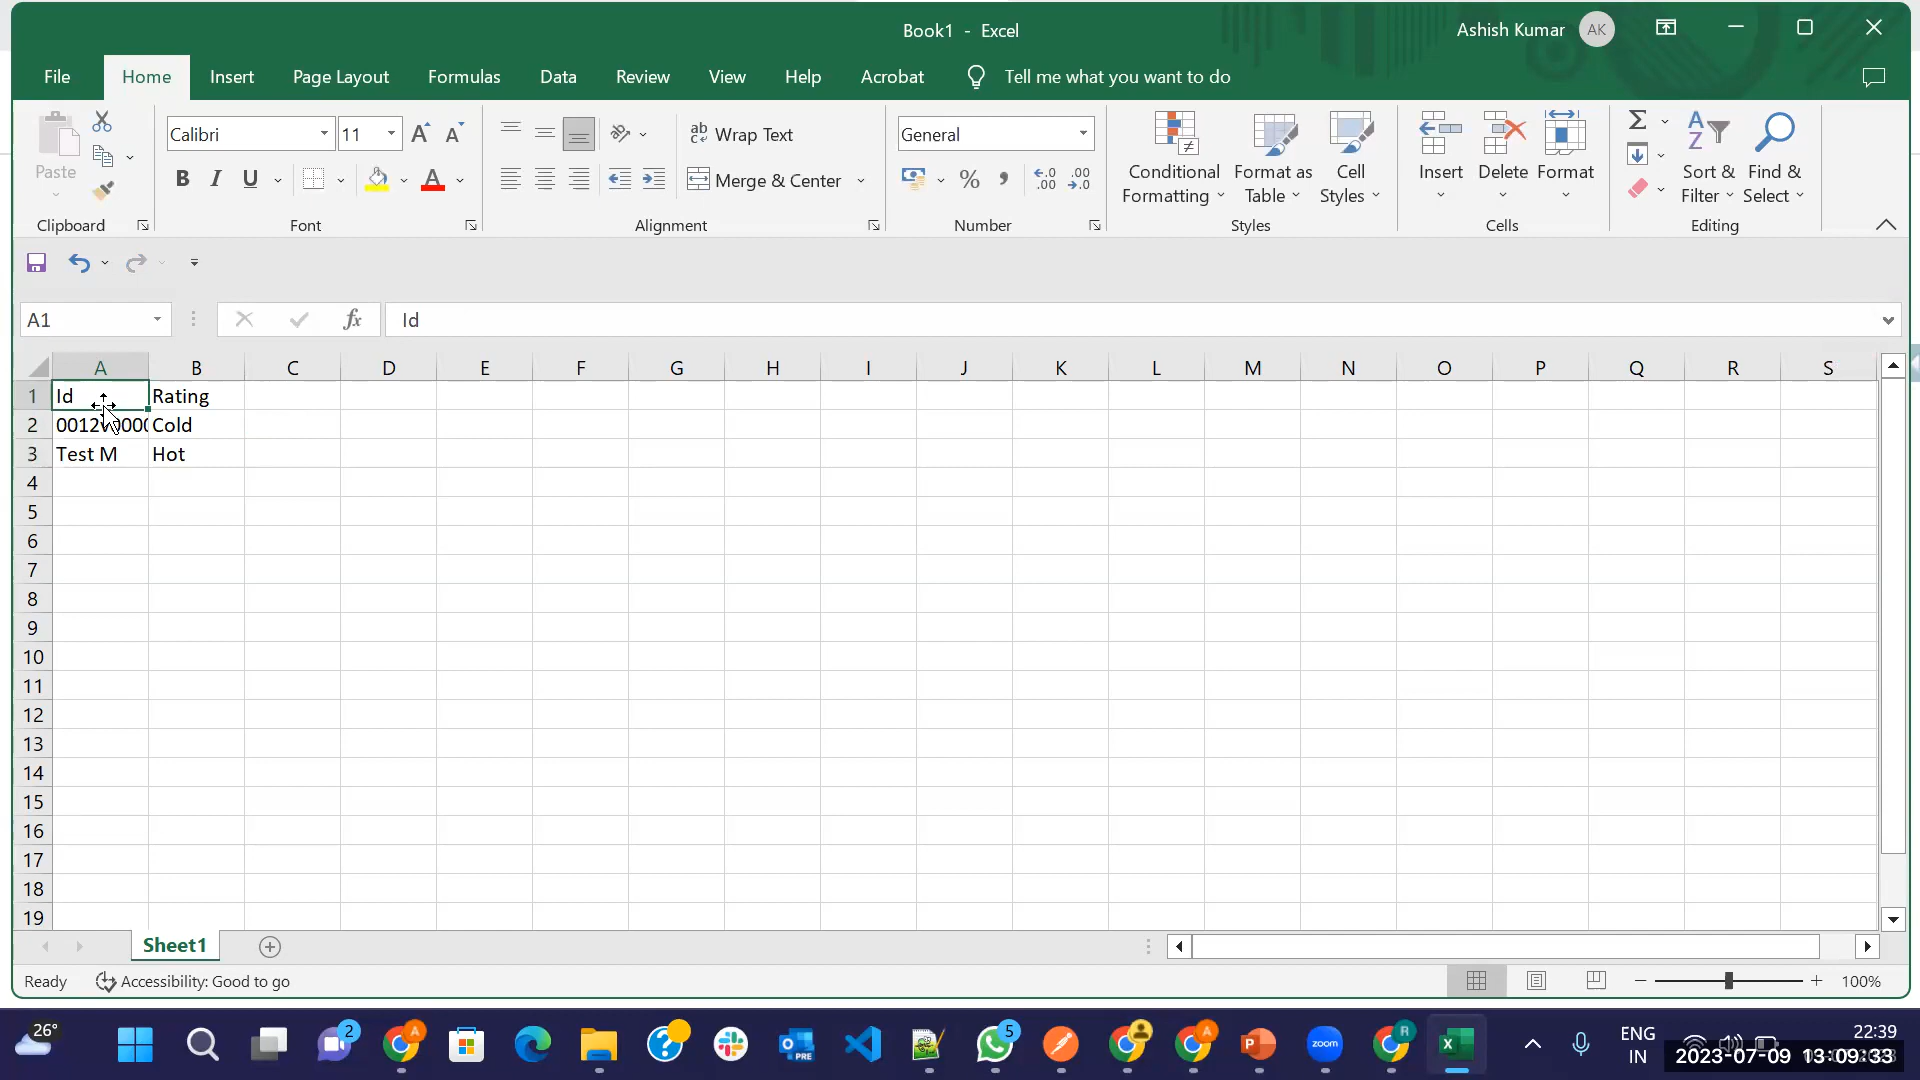 Book1 - Excel
Ashish Kumar AK
File Home Insert Page Layout Formulas Data Review View Help Acrobat Tell me what you want to do
Paste
Calibri 11
B I U
Wrap Text
Merge & Center
General
Conditional Formatting
Format as Table
Cell Styles
Insert Delete Format
Sort & Filter
Find & Select
Clipboard Font Alignment Number Styles Cells Editing
A1 fx Id
A B C D E F G H I J K L M N O P Q R S
1 Id Rating
2 Cold
3 Test M Hot
4
5
6
7
8
9
10
11
12
13
14
15
16
17
18
19
Sheet1
Ready Accessibility: Good to go 100%
26°
2
A
5
A
PRE
zoom
R
ENG
IN
22:39
2023-07-09 13:09:33